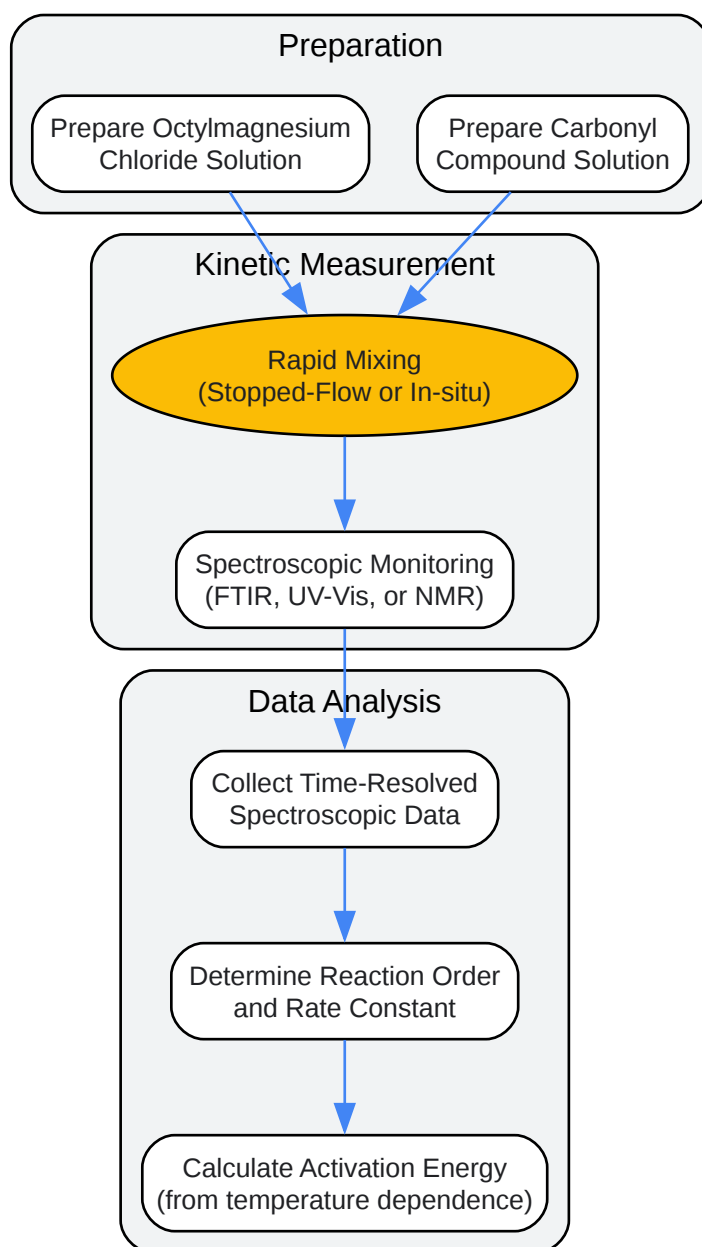 Preparation
Prepare Octylmagnesium
Chloride Solution
Prepare Carbonyl
Compound Solution
Kinetic Measurement
Rapid Mixing
(Stopped-Flow or In-situ)
Spectroscopic Monitoring
(FTIR, UV-Vis, or NMR)
Data Analysis
Collect Time-Resolved
Spectroscopic Data
Determine Reaction Order
and Rate Constant
Calculate Activation Energy
(from temperature dependence)